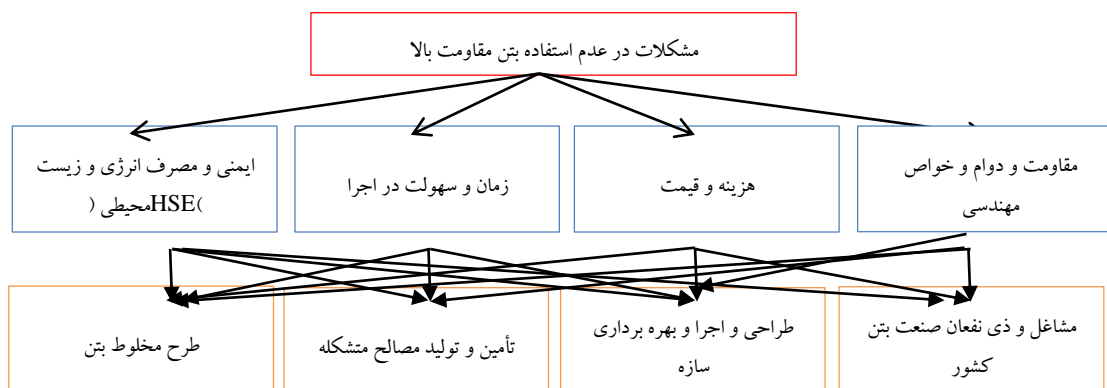 مشکلات در عدم استفاده بتن مقاومت بالا
مقاومت و دوام و خواص
مهندسی
هزینه و قیمت
زمان و سهولت در اجرا
ایمنی و مصرف انرژی و زیست
محیطی (HSE)
مشاغل و ذی نفعان صنعت بتن
کشور
طراحی و اجرا و بهره برداری
سازه
تأمین و تولید مصالح متشکله
طرح مخلوط بتن